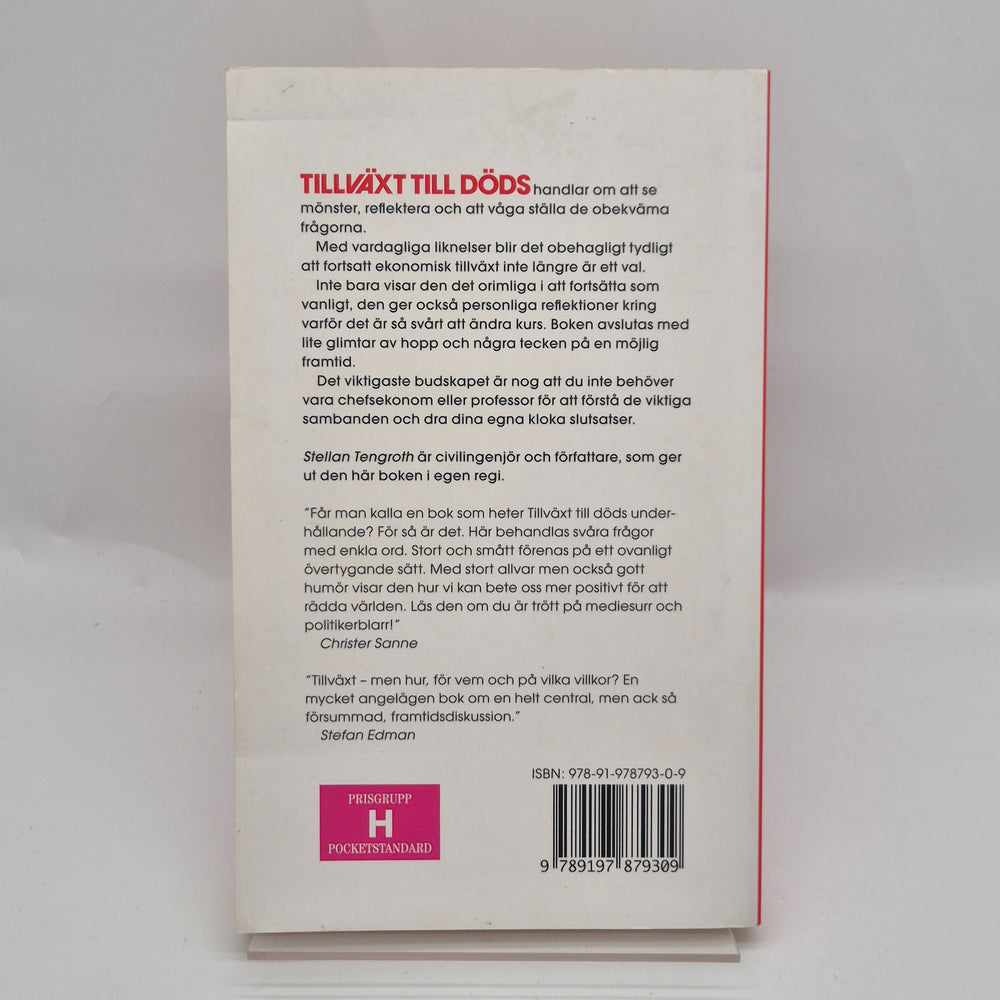 TILLVÄXT TILL DÖDS handlar om att se
mönster, reflektera och att våga ställa de obekväma
frågorna.
Med vardagliga liknelser blir det obehagligt tydligt
att fortsatt ekonomisk tillväxt inte längre är ett val.
Inte bara visar den det orimliga i att fortsätta som
vanligt, den ger också personliga reflektioner kring
varför det är så svårt att ändra kurs. Boken avslutas med
lite glimtar av hopp och några tecken på en möjlig
framtid.
Det viktigaste budskapet är nog att du inte behöver
vara chefsekonom eller professor för att förstå de viktiga
sambanden och dra dina egna kloka slutsatser.
Stellan Tengroth är civilingenjör och författare, som ger
ut den här boken i egen regi.
”Får man kalla en bok som heter Tillväxt till döds under-
hållande? För så är det. Här behandlas svåra frågor
med enkla ord. Stort och smått förenas på ett ovanligt
övertygande sätt. Med stort allvar men också gott
humör visar den hur vi kan bete oss mer positivt för att
rädda världen. Läs den om du är trött på mediesurr och
politikerblarr!”
Christer Sanne
”Tillväxt – men hur, för vem och på vilka villkor? En
mycket angelägen bok om en helt central, men ack så
försummad, framtidsdiskussion.”
Stefan Edman
ISBN: 978-91-978793-0-9
PRISGRUPP
H
POCKETSTANDARD
9 789197 879309